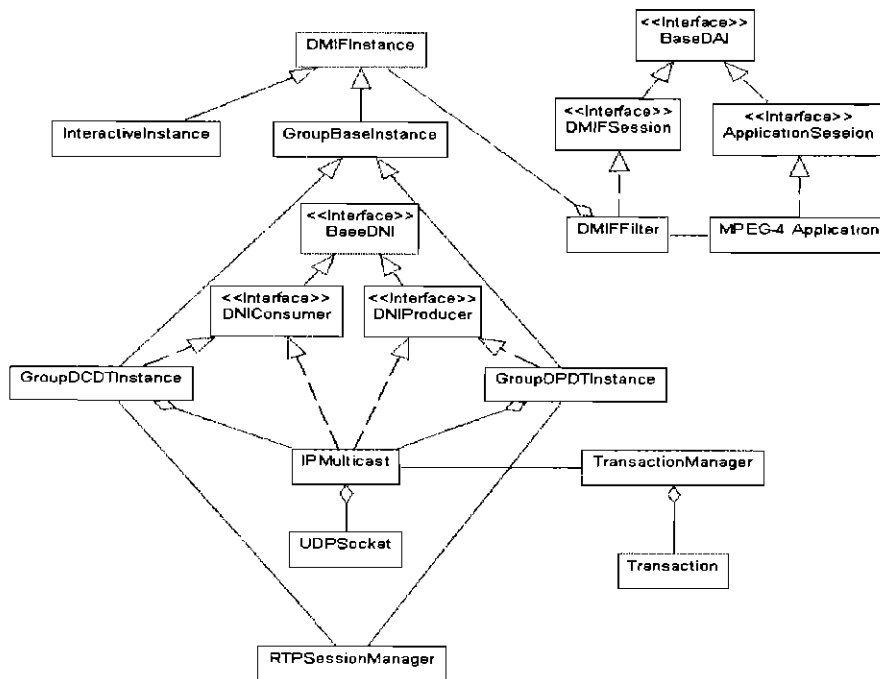 DMIFInstance
<<Interface>>
BaseDAI
InteractiveInstance
GroupBaseInstance
<<Interface>>
DMIFSession
<<Interface>>
ApplicationSession
<<Interface>>
BaseDNI
DMIFFilter
MPEG-4 Application
<<Interface>>
DNIConsumer
<<Interface>>
DNIProducer
GroupDCDTInstance
GroupDPDTInstance
IPMulticast
TransactionManager
UDPSocket
Transaction
RTPSessionManager